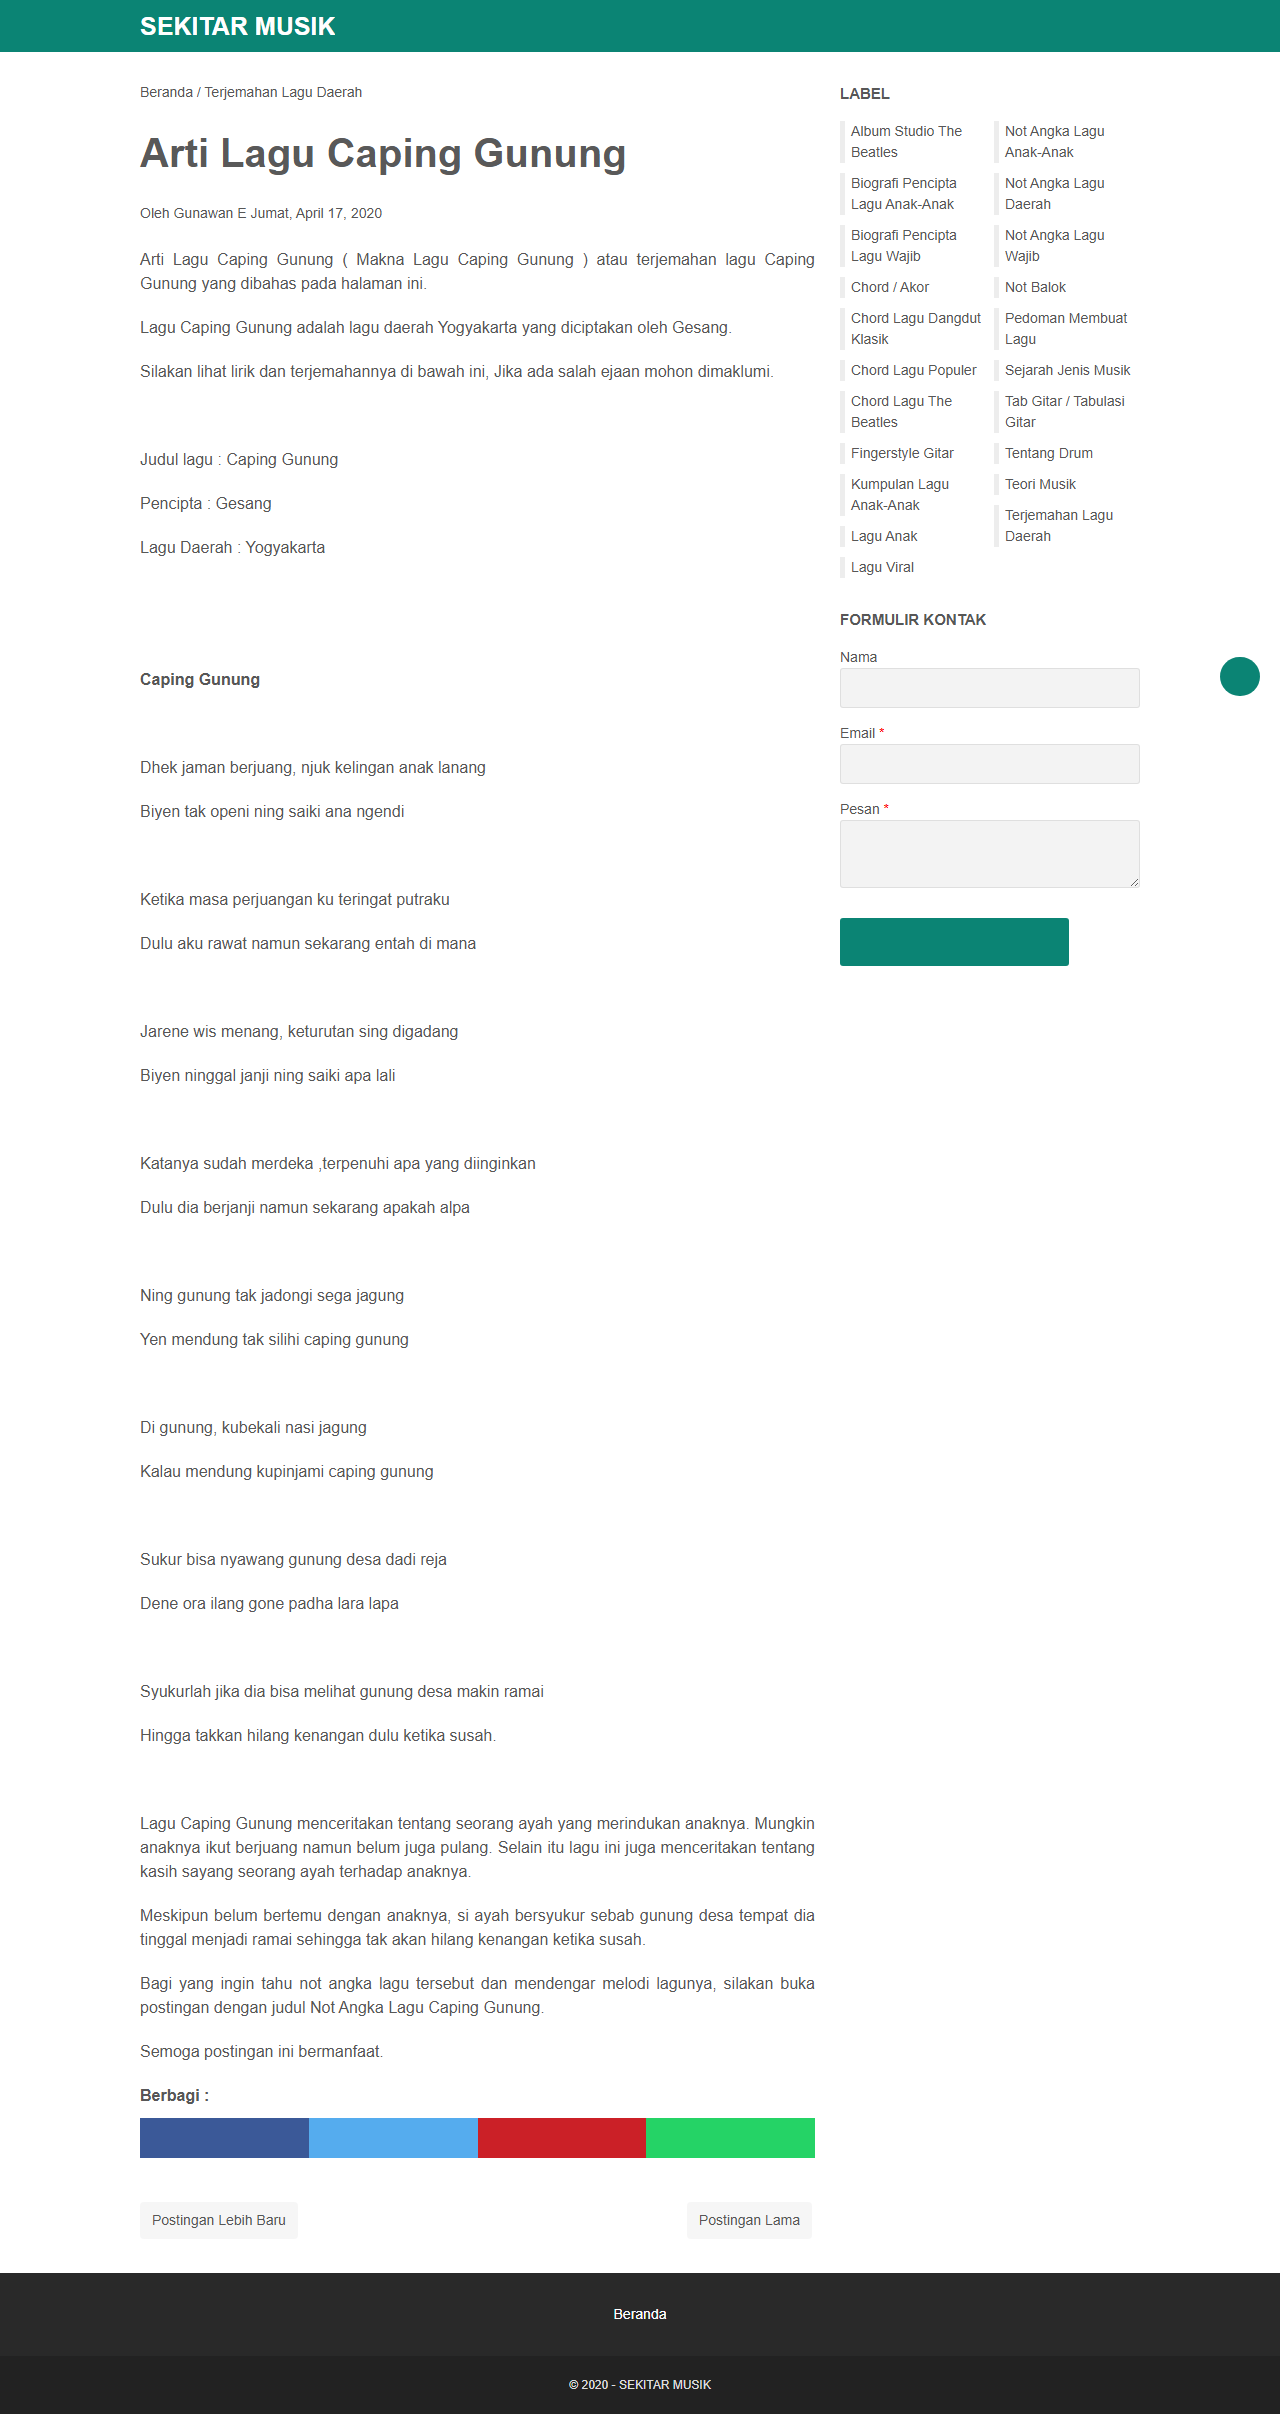 SEKITAR MUSIK
Beranda / Terjemahan Lagu Daerah
Arti Lagu Caping Gunung
Oleh Gunawan E Jumat, April 17, 2020
Arti Lagu Caping Gunung ( Makna Lagu Caping Gunung ) atau terjemahan lagu Caping
Gunung yang dibahas pada halaman ini.
Lagu Caping Gunung adalah lagu daerah Yogyakarta yang diciptakan oleh Gesang.
Silakan lihat lirik dan terjemahannya di bawah ini, Jika ada salah ejaan mohon dimaklumi.
Judul lagu : Caping Gunung
Pencipta : Gesang
Lagu Daerah : Yogyakarta
Caping Gunung
Dhek jaman berjuang, njuk kelingan anak lanang
Biyen tak openi ning saiki ana ngendi
Ketika masa perjuangan ku teringat putraku
Dulu aku rawat namun sekarang entah di mana
Jarene wis menang, keturutan sing digadang
Biyen ninggal janji ning saiki apa lali
Katanya sudah merdeka ,terpenuhi apa yang diinginkan
Dulu dia berjanji namun sekarang apakah alpa
Ning gunung tak jadongi sega jagung
Yen mendung tak silihi caping gunung
Di gunung, kubekali nasi jagung
Kalau mendung kupinjami caping gunung
Sukur bisa nyawang gunung desa dadi reja
Dene ora ilang gone padha lara lapa
Syukurlah jika dia bisa melihat gunung desa makin ramai
Hingga takkan hilang kenangan dulu ketika susah.
Lagu Caping Gunung menceritakan tentang seorang ayah yang merindukan anaknya. Mungkin
anaknya ikut berjuang namun belum juga pulang. Selain itu lagu ini juga menceritakan tentang
kasih sayang seorang ayah terhadap anaknya.
Meskipun belum bertemu dengan anaknya, si ayah bersyukur sebab gunung desa tempat dia
tinggal menjadi ramai sehingga tak akan hilang kenangan ketika susah.
Bagi yang ingin tahu not angka lagu tersebut dan mendengar melodi lagunya, silakan buka
postingan dengan judul Not Angka Lagu Caping Gunung.
Semoga postingan ini bermanfaat.
Berbagi :
Postingan Lebih Baru
Postingan Lama
LABEL
Album Studio The
Beatles
Biografi Pencipta
Lagu Anak-Anak
Biografi Pencipta
Lagu Wajib
Chord / Akor
Chord Lagu Dangdut
Klasik
Chord Lagu Populer
Chord Lagu The
Beatles
Fingerstyle Gitar
Kumpulan Lagu
Anak-Anak
Lagu Anak
Lagu Viral
Not Angka Lagu
Anak-Anak
Not Angka Lagu
Daerah
Not Angka Lagu
Wajib
Not Balok
Pedoman Membuat
Lagu
Sejarah Jenis Musik
Tab Gitar / Tabulasi
Gitar
Tentang Drum
Teori Musik
Terjemahan Lagu
Daerah
FORMULIR KONTAK
Nama
Email *
Pesan *
Beranda
© 2020 - SEKITAR MUSIK